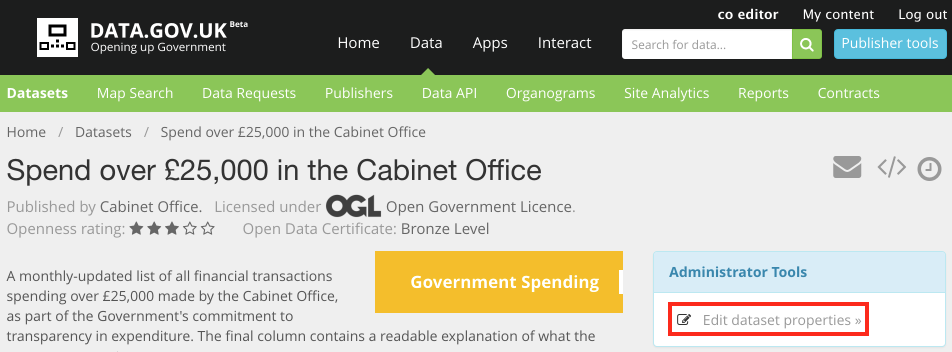 DATA.GOV.UK Beta
Opening up Government
co editor My content Log out
Home Data Apps Interact Search for data... Publisher tools
Datasets Map Search Data Requests Publishers Data API Organograms Site Analytics Reports Contracts
Home / Datasets / Spend over £25,000 in the Cabinet Office
Spend over £25,000 in the Cabinet Office
Published by Cabinet Office. Licensed under OGL Open Government Licence.
Openness rating: ★★★☆☆ Open Data Certificate: Bronze Level
A monthly-updated list of all financial transactions
spending over £25,000 made by the Cabinet Office,
as part of the Government's commitment to
transparency in expenditure. The final column contains a readable explanation of what the
Government Spending
Administrator Tools
Edit dataset properties »